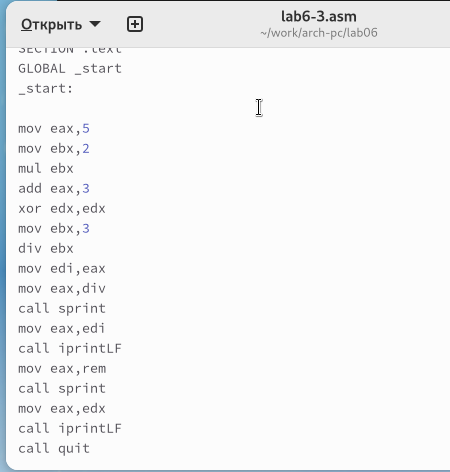 Открыть
lab6-3.asm
~/work/arch-pc/lab06
SECTION .text
GLOBAL _start
_start:
mov eax,5
mov ebx,2
mul ebx
add eax,3
xor edx,edx
mov ebx,3
div ebx
mov edi,eax
mov eax,div
call sprint
mov eax,edi
call iprintLF
mov eax,rem
call sprint
mov eax,edx
call iprintLF
call quit